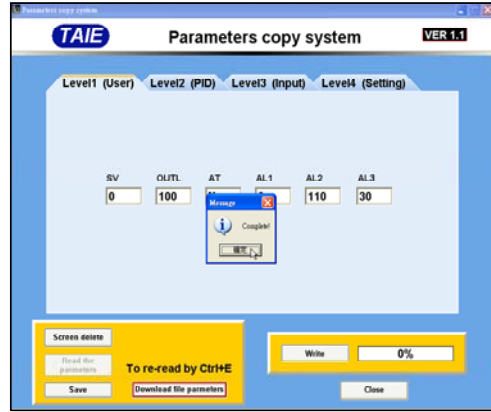 Parameters copy system
TAIE
Parameters copy system
VER 1.1
Level1 (User) Level2 (PID) Level3 (Input) Level4 (Setting)
SV OUTL AT AL1 AL2 AL3
0 100 110 30
Message
Complete!
確定
Screen delete
Read the parmeters
To re-read by Ctrl+E
Save
Download file parmeters
Write
0%
Close